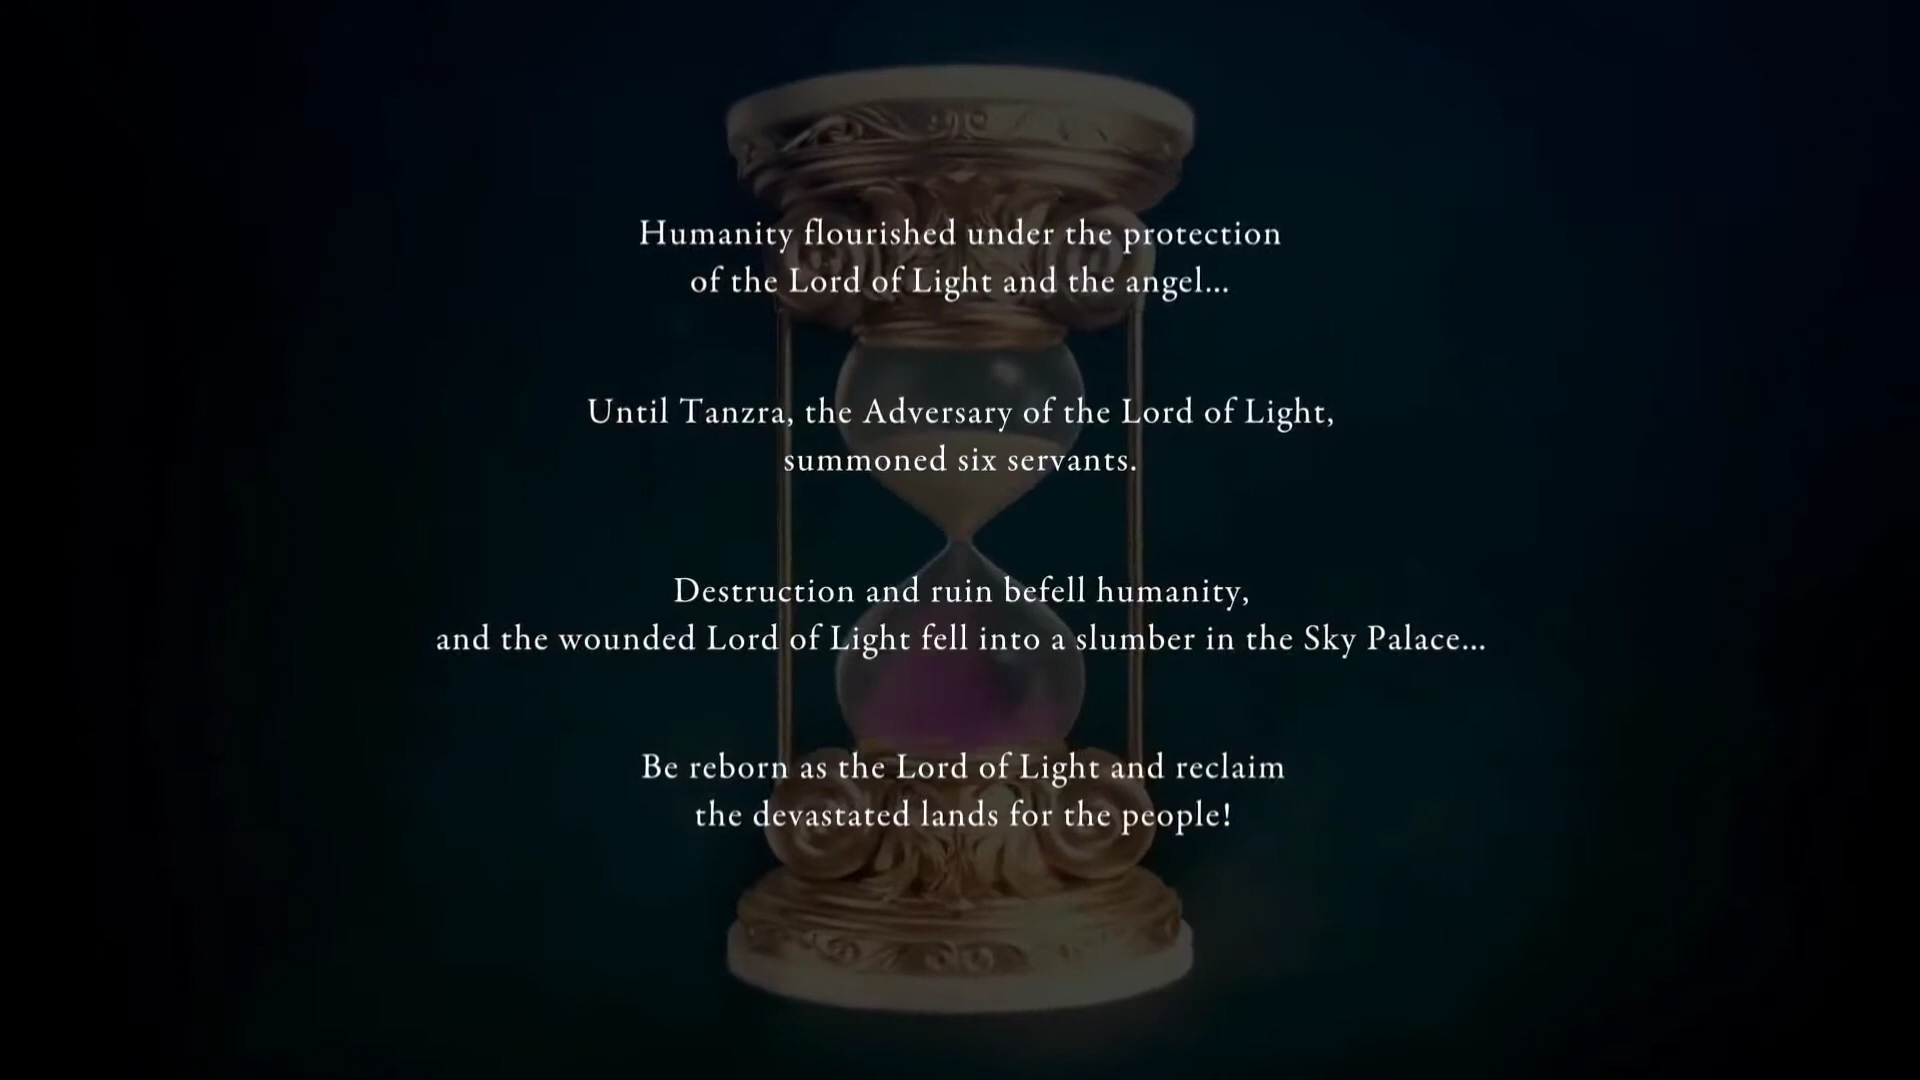 Humanity flourished under the protection
of the Lord of Light and the angel...
Until Tanzra, the Adversary of the Lord of Light,
summoned six servants.
Destruction and ruin befell humanity,
and the wounded Lord of Light fell into a slumber in the Sky Palace...
Be reborn as the Lord of Light and reclaim
the devastated lands for the people!